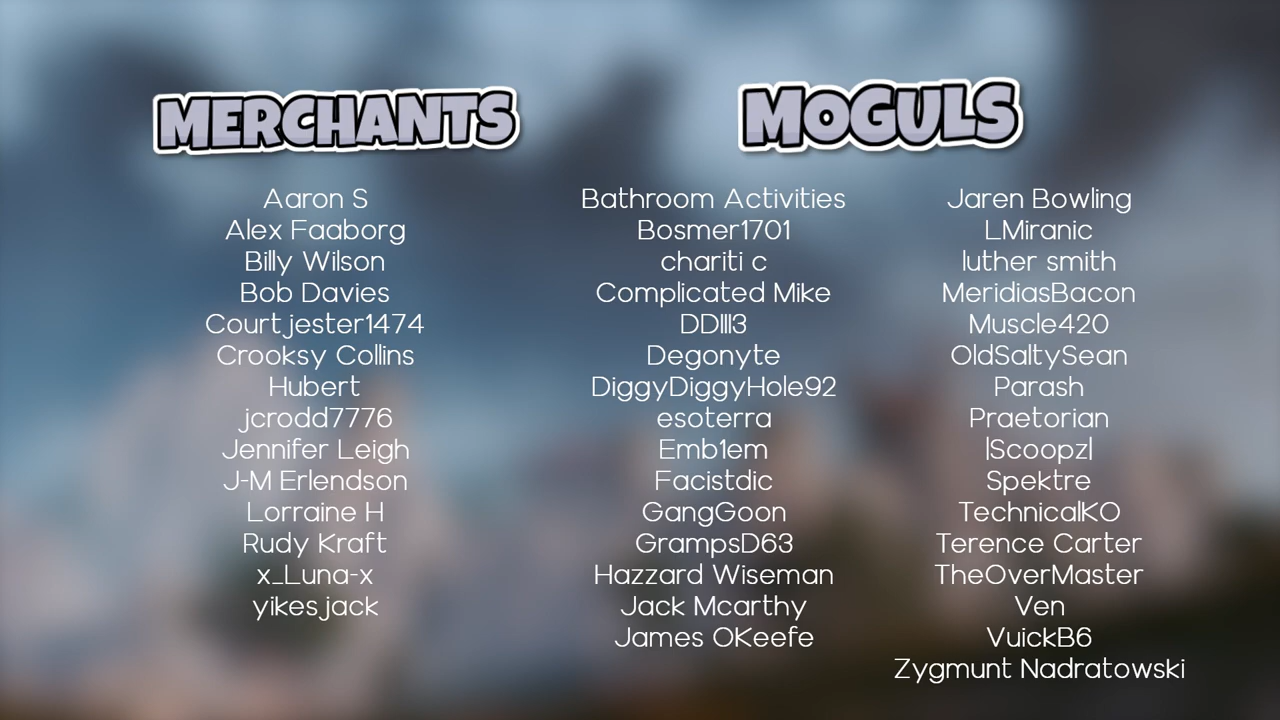 MERCHANTS
Aaron S
Alex Faaborg
Billy Wilson
Bob Davies
Courtjester1474
Crooksy Collins
Hubert
jcrodd7776
Jennifer Leigh
J-M Erlendson
Lorraine H
Rudy Kraft
x_Luna-x
yikesjack
MOGULS
Bathroom Activities
Bosmer1701
chariti c
Complicated Mike
DDlll3
Degonyte
DiggyDiggyHole92
esoterra
Emb1em
Facistdic
GangGoon
GrampsD63
Hazzard Wiseman
Jack Mcarthy
James OKeefe
Jaren Bowling
LMiranic
luther smith
MeridiasBacon
Muscle420
OldSaltySean
Parash
Praetorian
|Scoopz|
Spektre
TechnicalKO
Terence Carter
TheOverMaster
Ven
VuickB6
Zygmunt Nadratowski